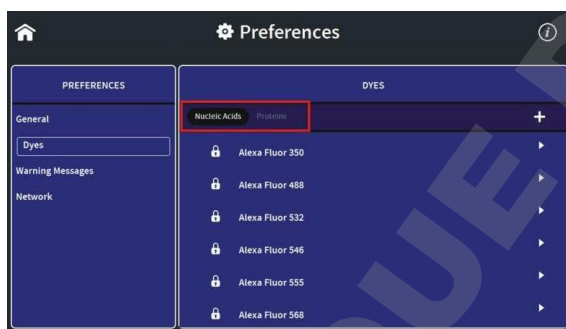 Preferences
PREFERENCES
General
Dyes
Warning Messages
Network
DYES
Nucleic Acids Proteins
Alexa Fluor 350
Alexa Fluor 488
Alexa Fluor 532
Alexa Fluor 546
Alexa Fluor 555
Alexa Fluor 568